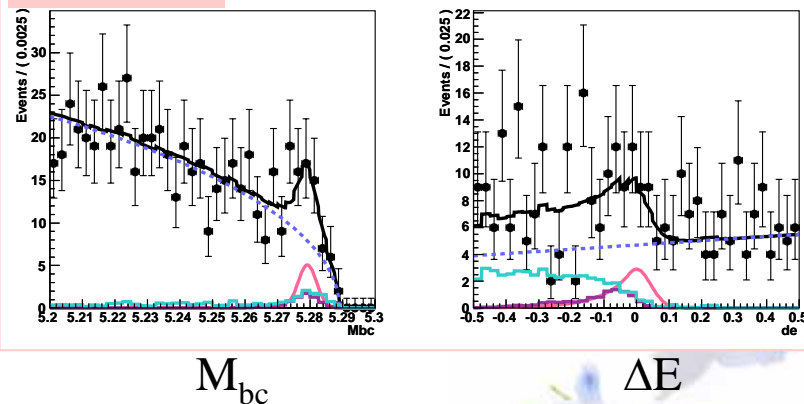 Events / ( 0.0025 )
30
25
20
15
10
5
0
5.2 5.21 5.22 5.23 5.24 5.25 5.26 5.27 5.28 5.29 5.3
Mbc
Events / ( 0.0025 )
22
20
18
16
14
12
10
8
6
4
2
0
-0.5 -0.4 -0.3 -0.2 -0.1 0 0.1 0.2 0.3 0.4 0.5
de
Mbc
ΔE